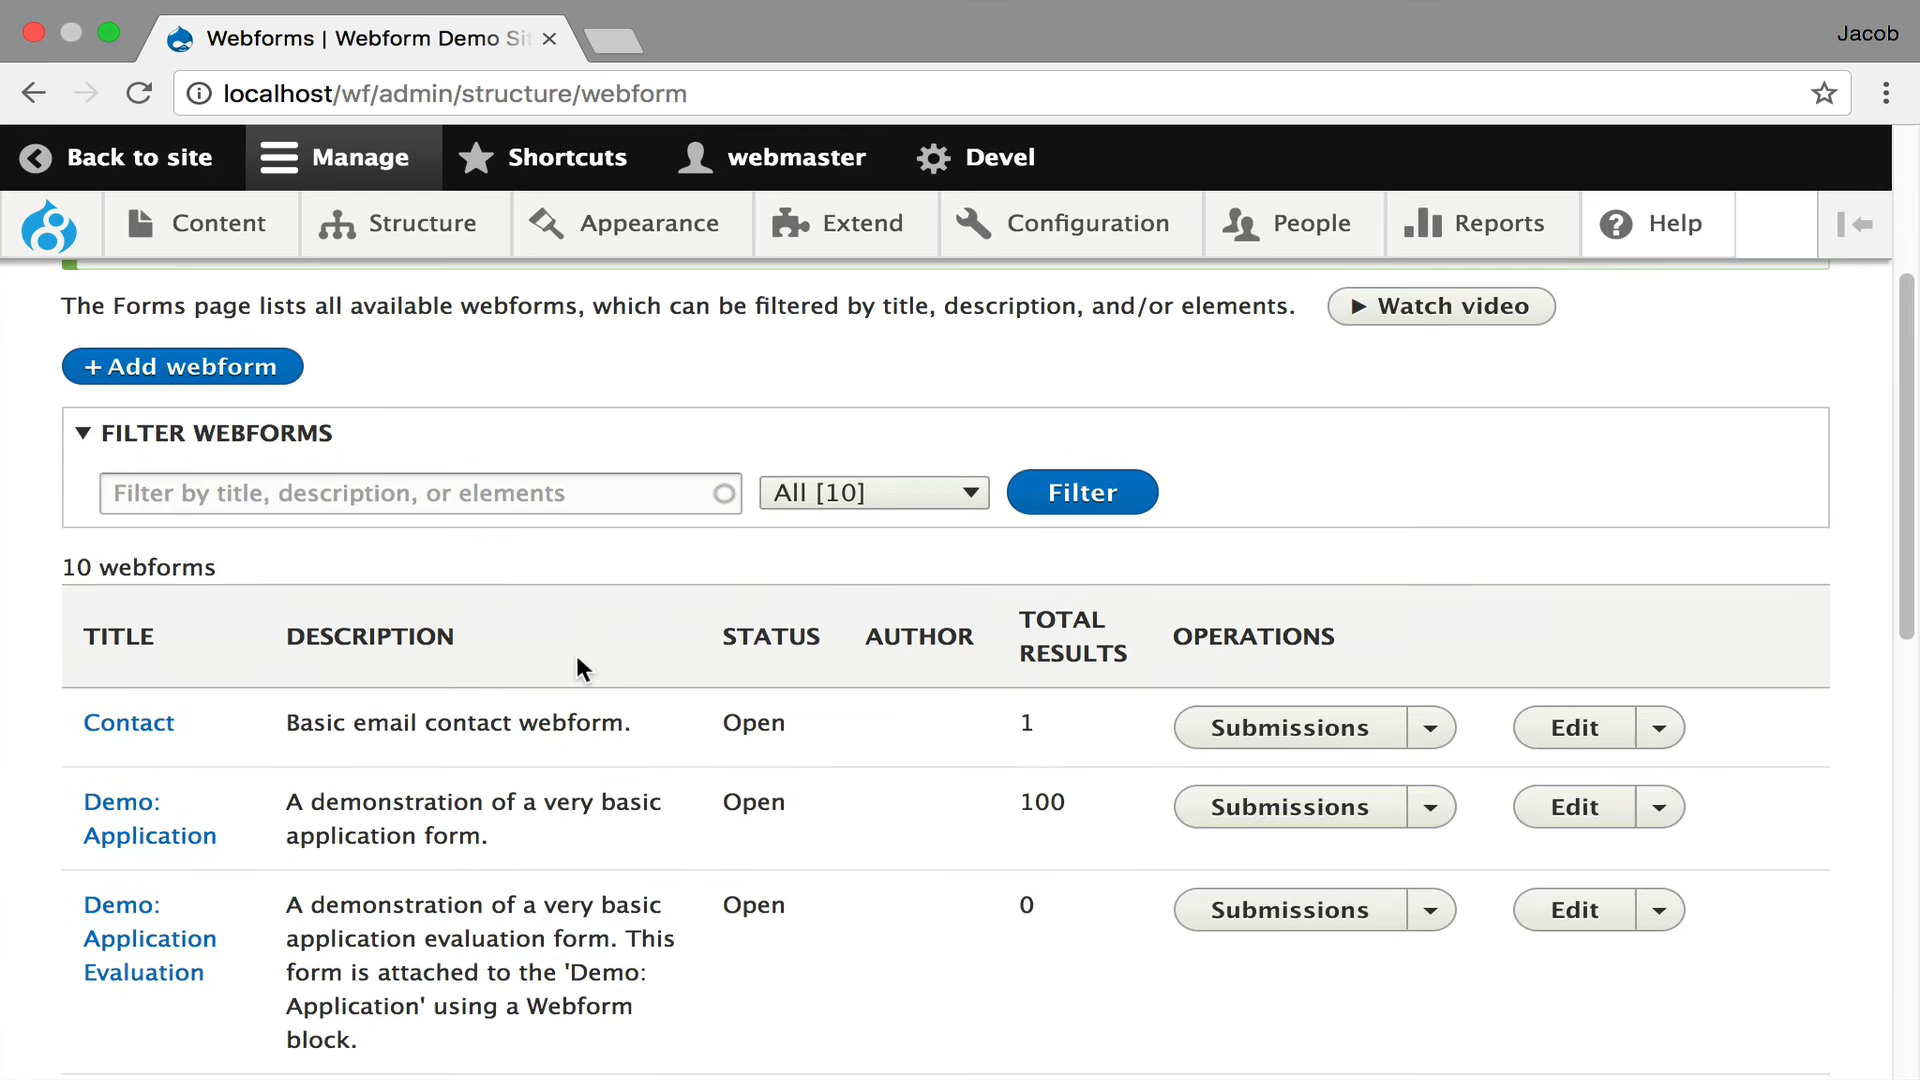 Webforms | Webform Demo Si
Jacob
localhost/wf/admin/structure/webform
Back to site
Manage
Shortcuts
webmaster
Devel
Content
Structure
Appearance
Extend
Configuration
People
Reports
Help
The Forms page lists all available webforms, which can be filtered by title, description, and/or elements.
Watch video
+ Add webform
FILTER WEBFORMS
Filter by title, description, or elements
All [10]
Filter
10 webforms
TITLE
DESCRIPTION
STATUS
AUTHOR
TOTAL
RESULTS
OPERATIONS
Contact
Basic email contact webform.
Open
1
Submissions
Edit
Demo:
Application
A demonstration of a very basic
application form.
Open
100
Submissions
Edit
Demo:
Application
Evaluation
A demonstration of a very basic
application evaluation form. This
form is attached to the 'Demo:
Application' using a Webform
block.
Open
0
Submissions
Edit